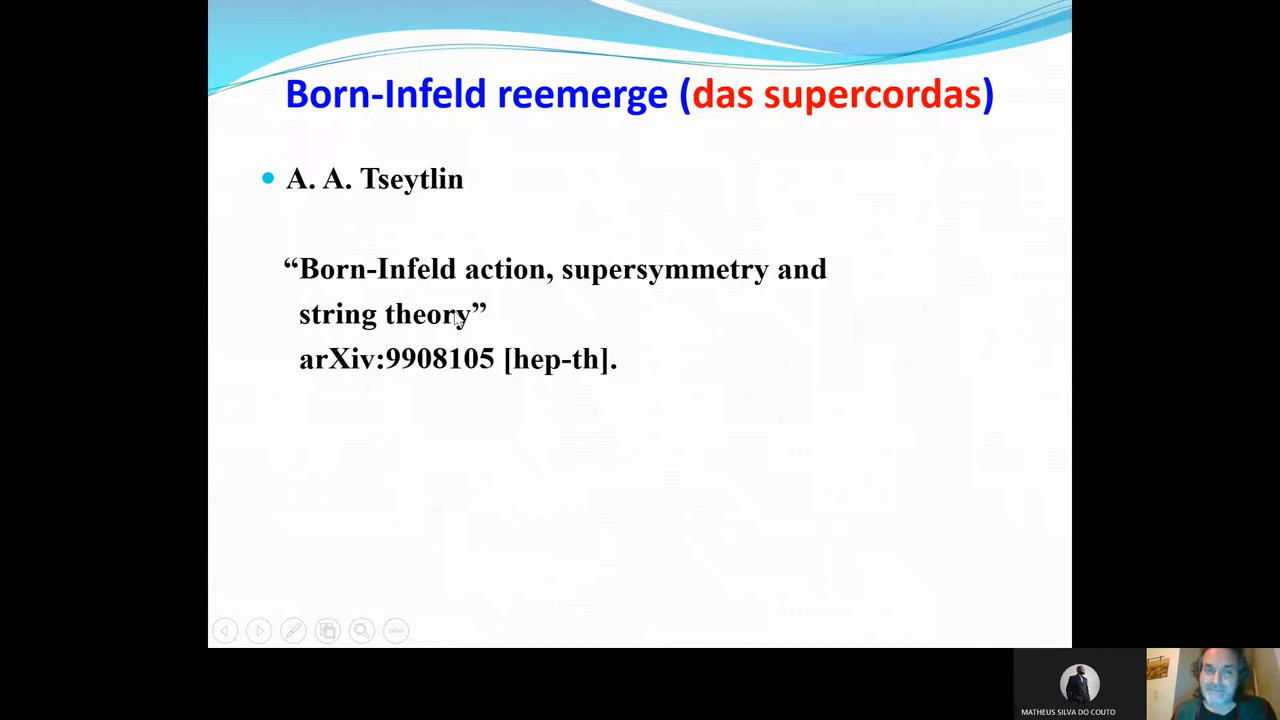 Born-Infeld reemerge (das supercordas)
A. A. Tseytlin
“Born-Infeld action, supersymmetry and
string theory”
arXiv:9908105 [hep-th].
MATHEUS SILVA DO COUTO